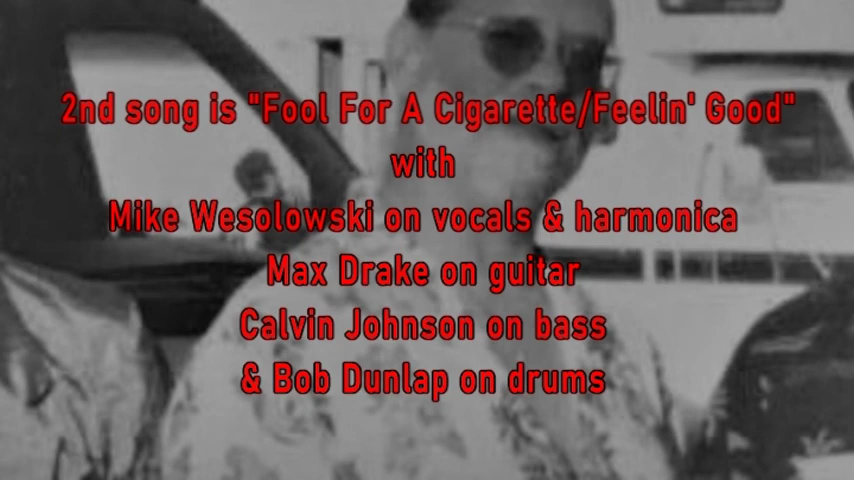 2nd song is "Fool For A Cigarette/Feelin' Good"
with
Mike Wesolowski on vocals & harmonica
Max Drake on guitar
Calvin Johnson on bass
& Bob Dunlap on drums